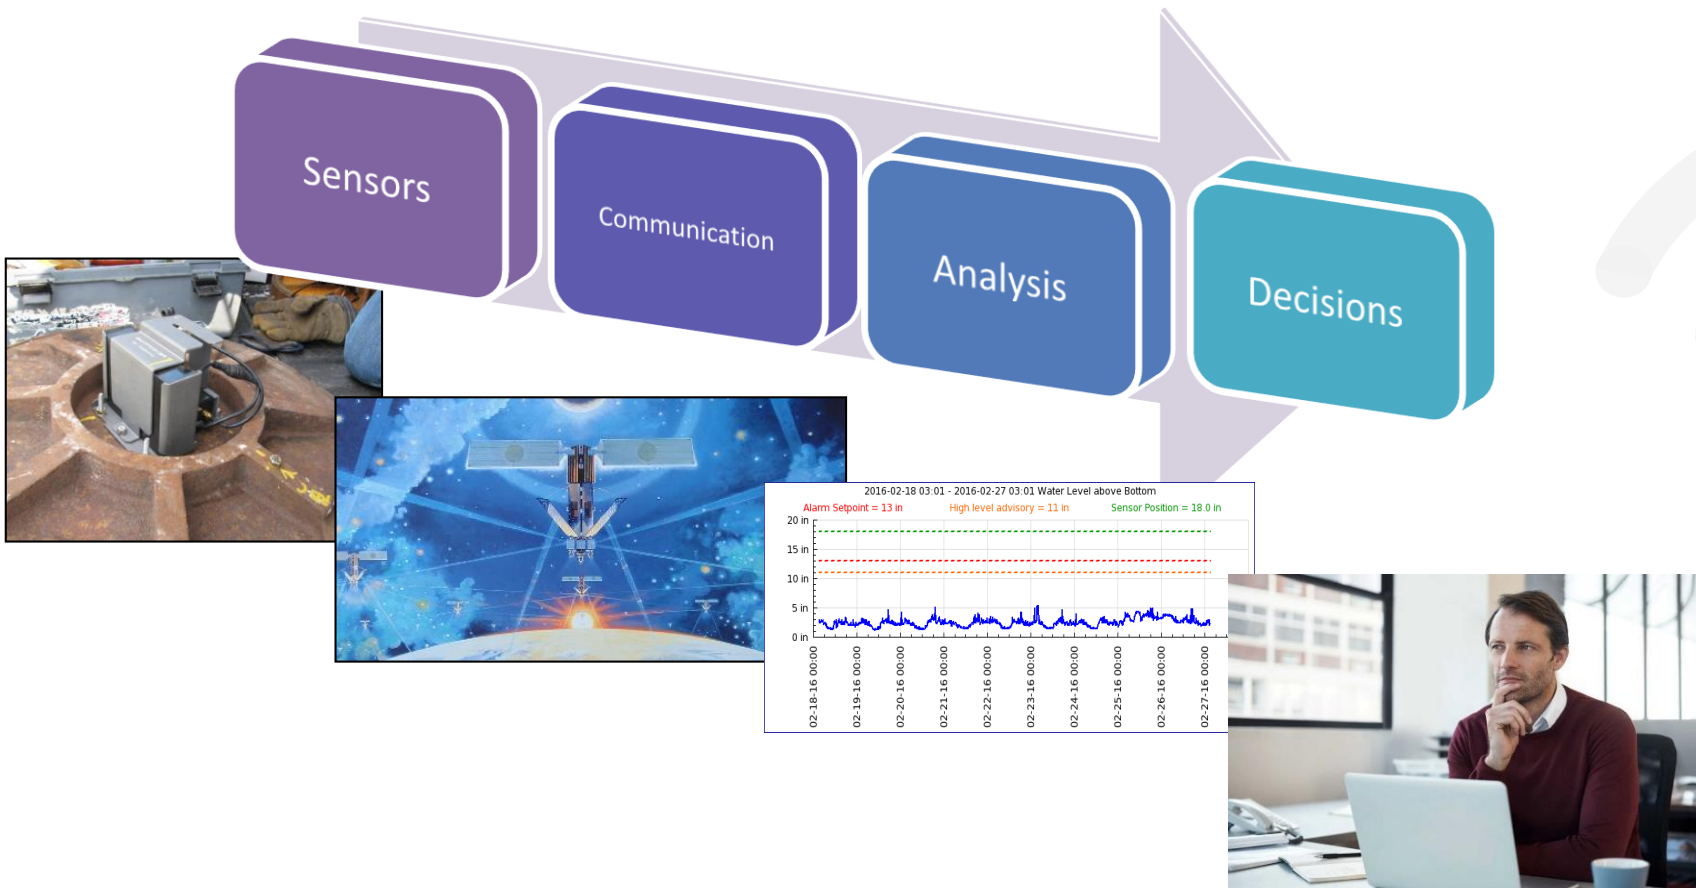 Sensors
Communication
Analysis
Decisions
2016-02-18 03:01 - 2016-02-27 03:01 Water Level above Bottom
Alarm Setpoint = 13 in High level advisory = 11 in Sensor Position = 18.0 in
20 in
15 in
10 in
5 in
0 in
02-18-16 00:00
02-19-16 00:00
02-20-16 00:00
02-21-16 00:00
02-22-16 00:00
02-23-16 00:00
02-24-16 00:00
02-25-16 00:00
02-26-16 00:00
02-27-16 00:00